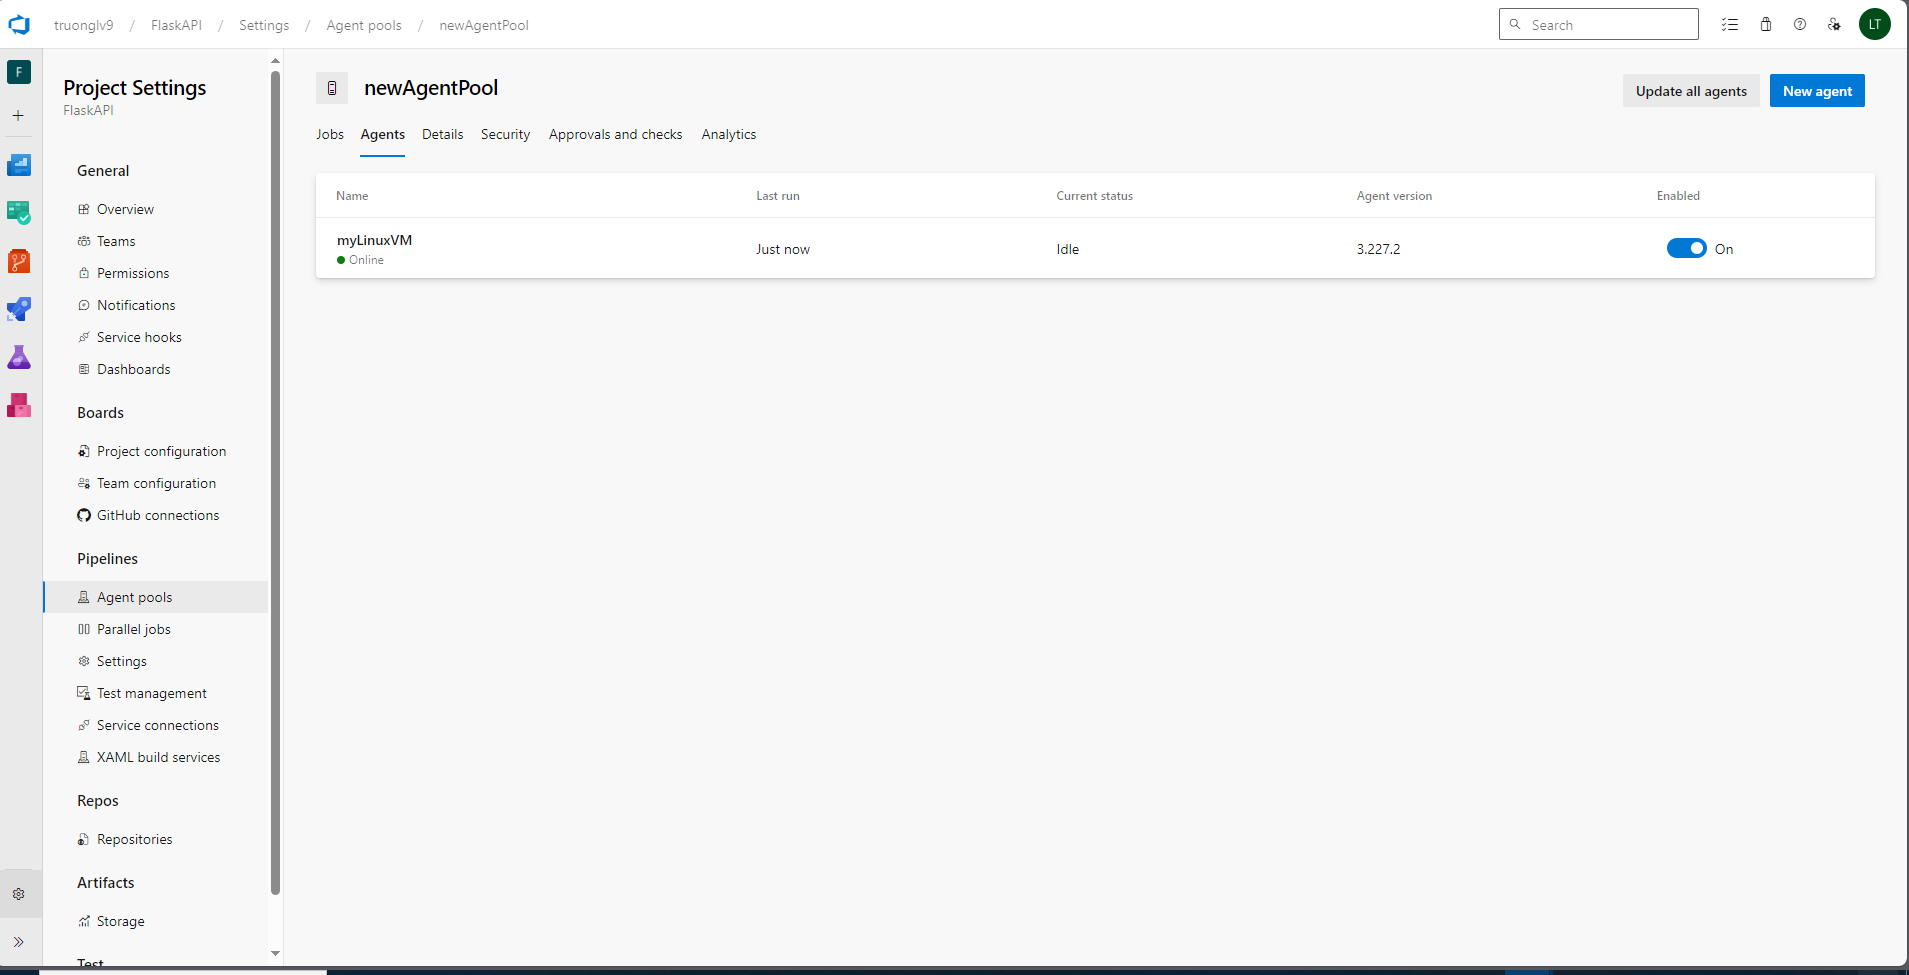 truonglv9 / FlaskAPI / Settings / Agent pools / newAgentPool
Search
LT
F
Project Settings
FlaskAPI
General
Overview
Teams
Permissions
Notifications
Service hooks
Dashboards
Boards
Project configuration
Team configuration
GitHub connections
Pipelines
Agent pools
Parallel jobs
Settings
Test management
Service connections
XAML build services
Repos
Repositories
Artifacts
Storage
Test
newAgentPool
Update all agents
New agent
Jobs Agents Details Security Approvals and checks Analytics
Name Last run Current status Agent version Enabled
myLinuxVM
Online
Just now Idle 3.227.2 On